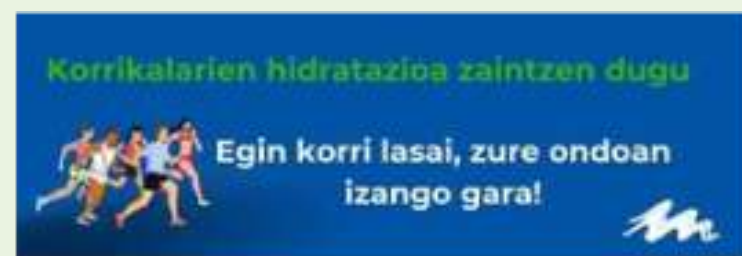 Korrikalarien hidratazioa zaintzen dugu
Egin korri lasai, zure ondoan
izango gara!